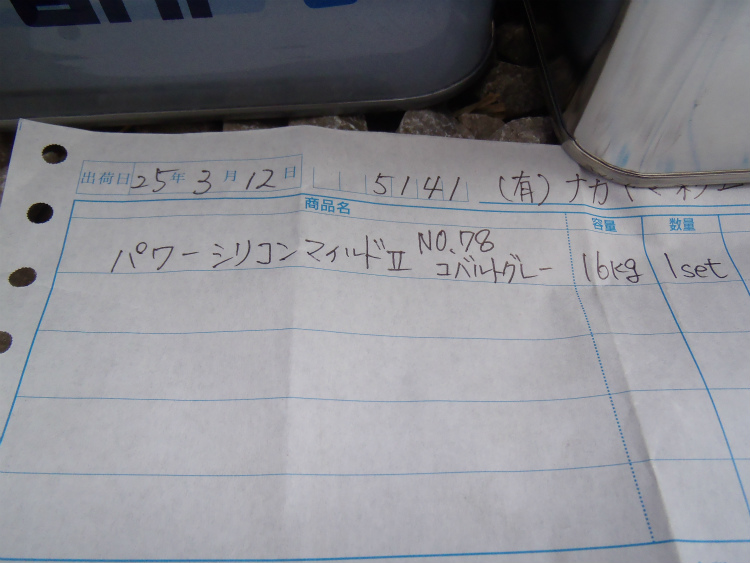 出荷日 25年 3月 12日 5141 (有)ナカヤマ
商品名 容量 数量
パワーシリコンマイルドⅡ NO.78 コバルトグレー 16kg 1set